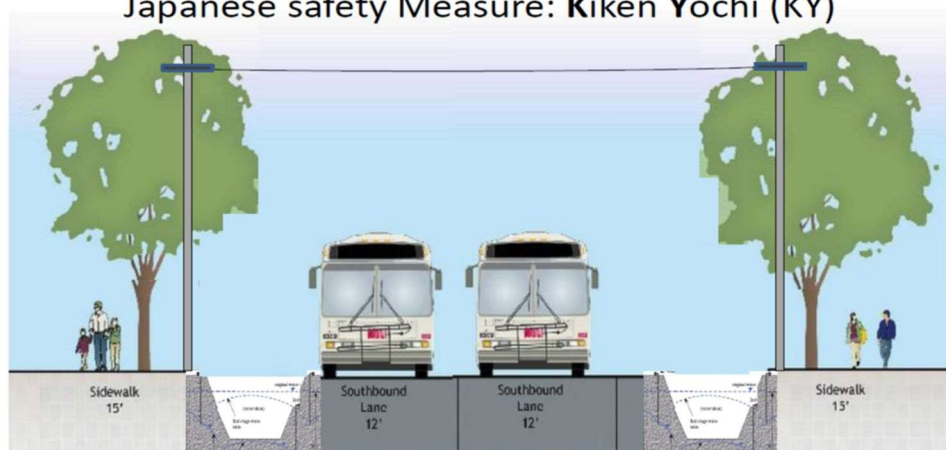 Japanese safety Measure: Kiken Yochi (KY)
Sidewalk
15'
Southbound
Lane
12'
Southbound
Lane
12'
Sidewalk
15'